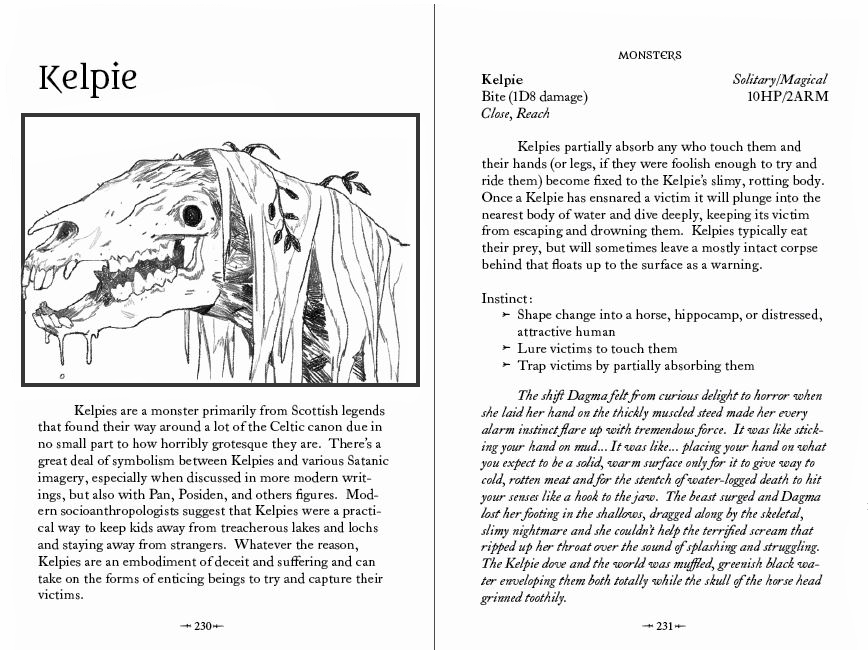 Kelpie
Kelpies are a monster primarily from Scottish legends
that found their way around a lot of the Celtic canon due in
no small part to how horribly grotesque they are.  There's a
great deal of symbolism between Kelpies and various Satanic
imagery, especially when discussed in more modern writ-
ings, but also with Pan, Posiden, and others figures.  Mod-
ern socioanthropologists suggest that Kelpies were a practi-
cal way to keep kids away from treacherous lakes and lochs
and staying away from strangers.  Whatever the reason,
Kelpies are an embodiment of deceit and suffering and can
take on the forms of enticing beings to try and capture their
victims.
230
MONSTERS
Kelpie Solitary/Magical
Bite (1D8 damage) 10HP/2ARM
Close, Reach
Kelpies partially absorb any who touch them and
their hands (or legs, if they were foolish enough to try and
ride them) become fixed to the Kelpie's slimy, rotting body.
Once a Kelpie has ensnared a victim it will plunge into the
nearest body of water and dive deeply, keeping its victim
from escaping and drowning them.  Kelpies typically eat
their prey, but will sometimes leave a mostly intact corpse
behind that floats up to the surface as a warning.
Instinct:
➢ Shape change into a horse, hippocamp, or distressed,
attractive human
➢ Lure victims to touch them
➢ Trap victims by partially absorbing them
The shift Dagma felt from curious delight to horror when
she laid her hand on the thickly muscled steed made her every
alarm instinct flare up with tremendous force.  It was like stick-
ing your hand on mud... It was like... placing your hand on what
you expect to be a solid, warm surface only for it to give way to
cold, rotten meat and for the stentch of water-logged death to hit
your senses like a hook to the jaw.  The beast surged and Dagma
lost her footing in the shallows, dragged along by the skeletal,
slimy nightmare and she couldn't help the terrified scream that
ripped up her throat over the sound of splashing and struggling.
The Kelpie dove and the world was muffled, greenish black wa-
ter enveloping them both totally while the skull of the horse head
grinned toothily.
231